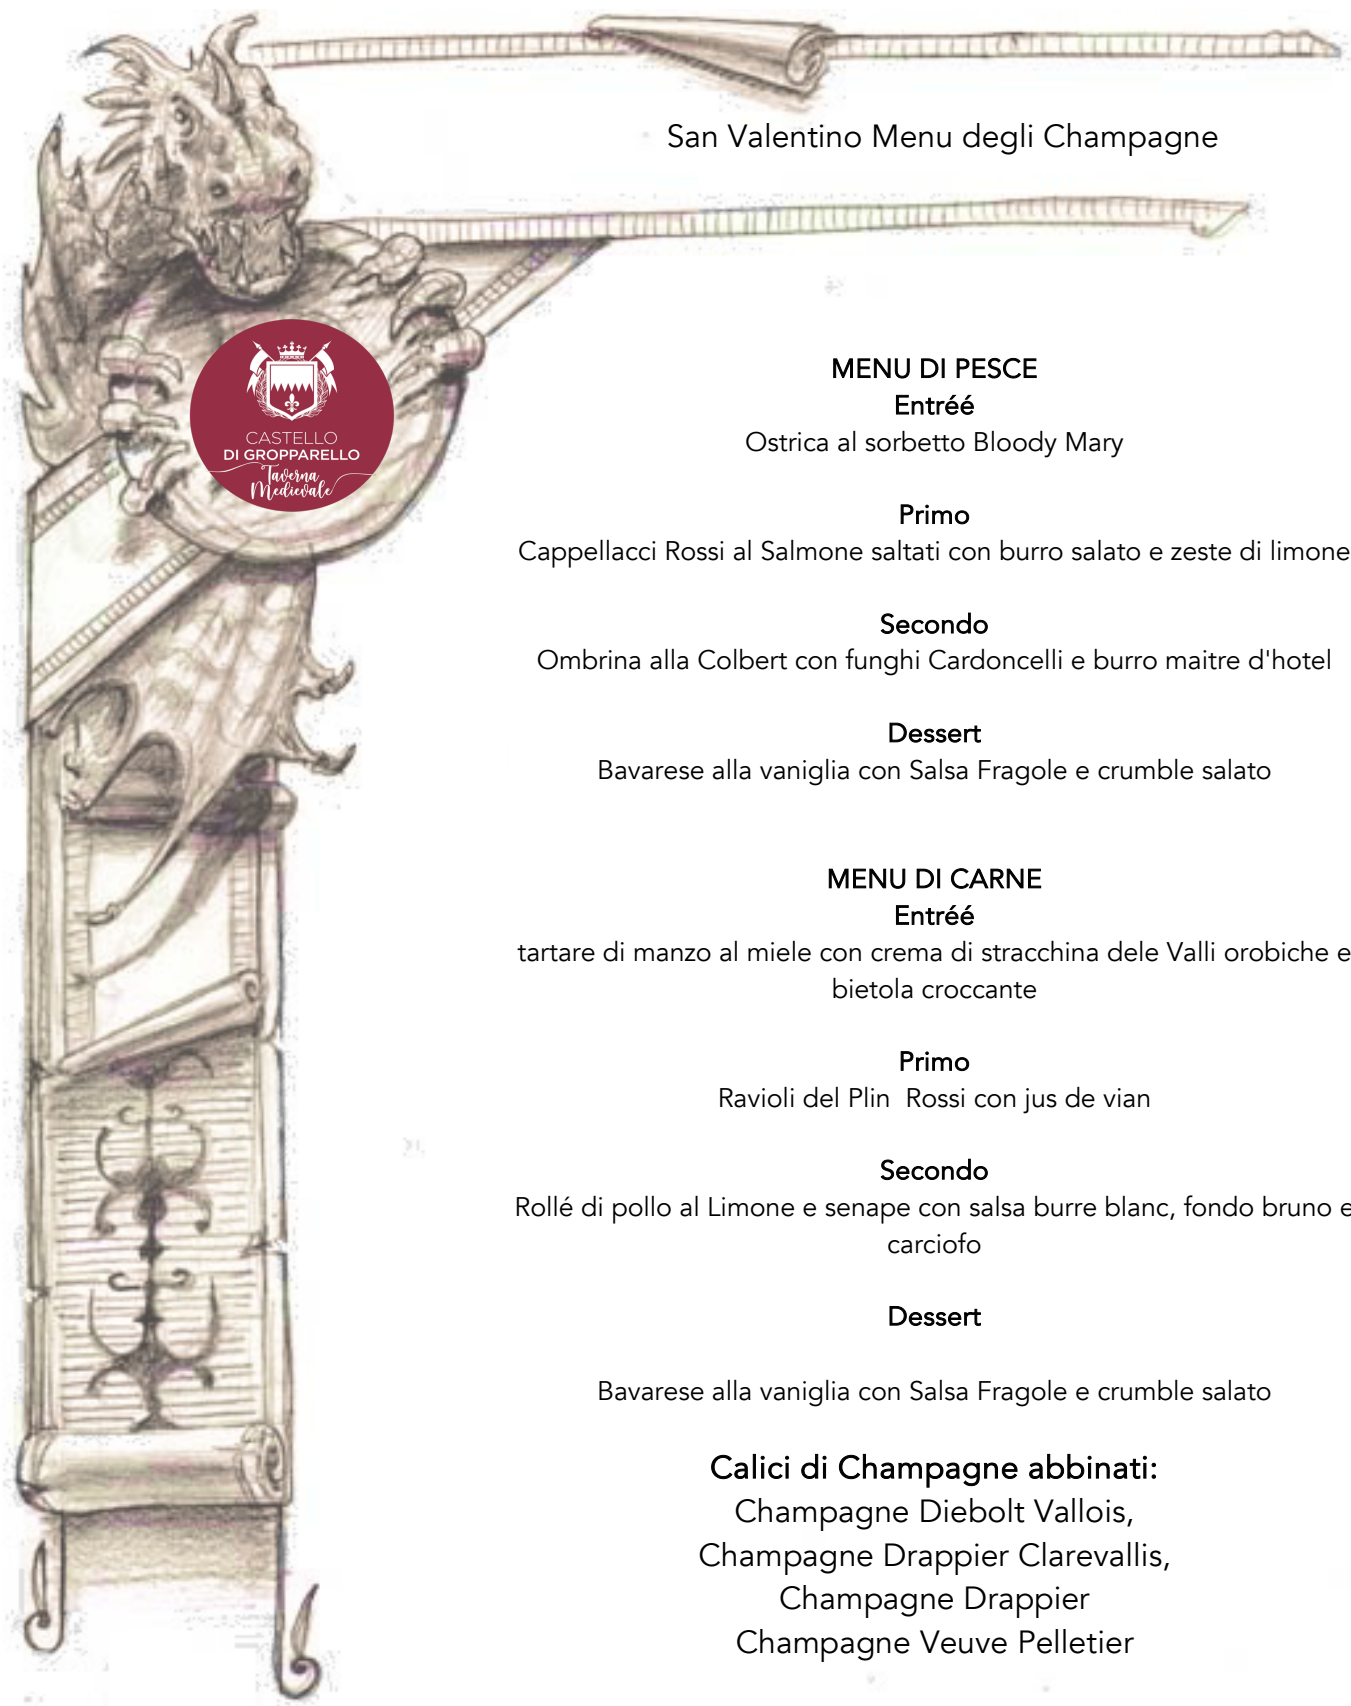 San Valentino Menu degli Champagne
CASTELLO
DI GROPPARELLO
Taverna
Medievale
MENU DI PESCE
Entréé
Ostrica al sorbetto Bloody Mary
Primo
Cappellacci Rossi al Salmone saltati con burro salato e zeste di limone
Secondo
Ombrina alla Colbert con funghi Cardoncelli e burro maitre d'hotel
Dessert
Bavarese alla vaniglia con Salsa Fragole e crumble salato
MENU DI CARNE
Entréé
tartare di manzo al miele con crema di stracchina dele Valli orobiche e
bietola croccante
Primo
Ravioli del Plin  Rossi con jus de vian
Secondo
Rollé di pollo al Limone e senape con salsa burre blanc, fondo bruno e
carciofo
Dessert
Bavarese alla vaniglia con Salsa Fragole e crumble salato
Calici di Champagne abbinati:
Champagne Diebolt Vallois,
Champagne Drappier Clarevallis,
Champagne Drappier
Champagne Veuve Pelletier